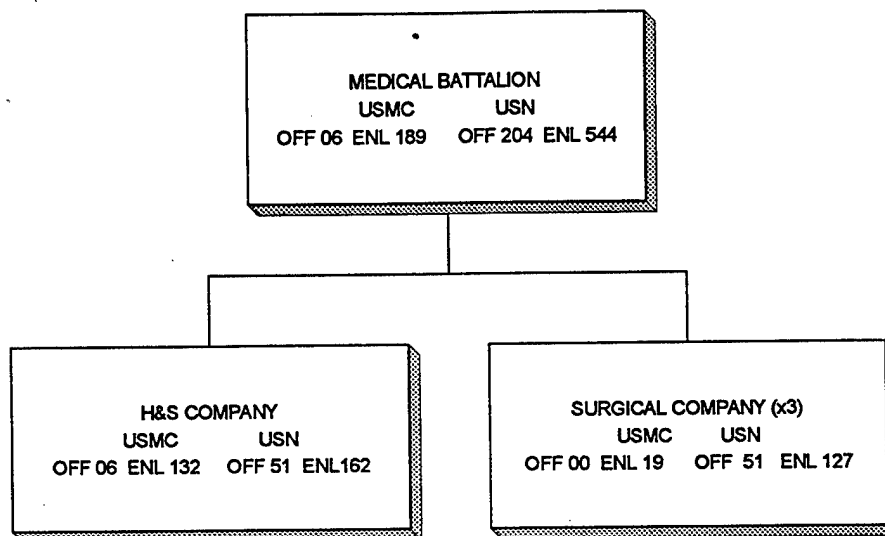 MEDICAL BATTALION
USMC USN
OFF 06 ENL 189 OFF 204 ENL 544
H&S COMPANY
USMC USN
OFF 06 ENL 132 OFF 51 ENL162
SURGICAL COMPANY (x3)
USMC USN
OFF 00 ENL 19 OFF 51 ENL 127